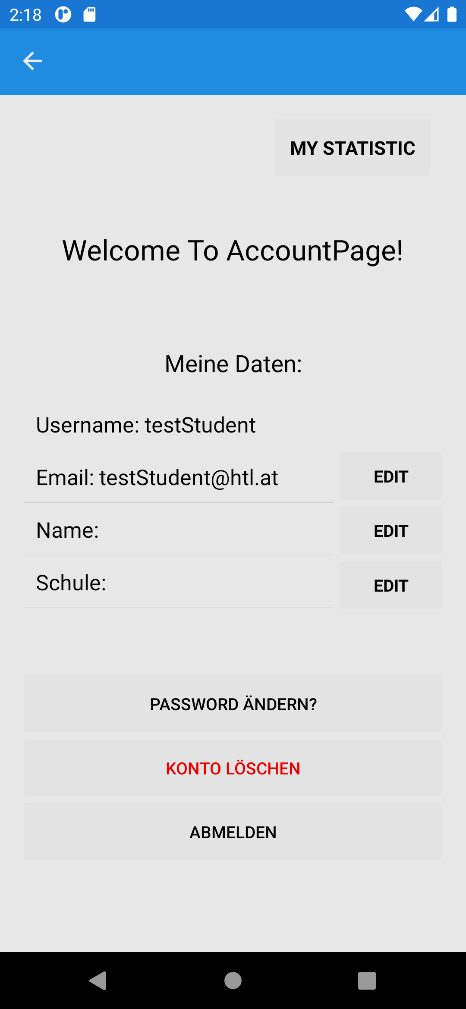 2:18
MY STATISTIC
Welcome To AccountPage!
Meine Daten:
Username: testStudent
Email: testStudent@htl.at
EDIT
Name:
EDIT
Schule:
EDIT
PASSWORD ÄNDERN?
KONTO LÖSCHEN
ABMELDEN